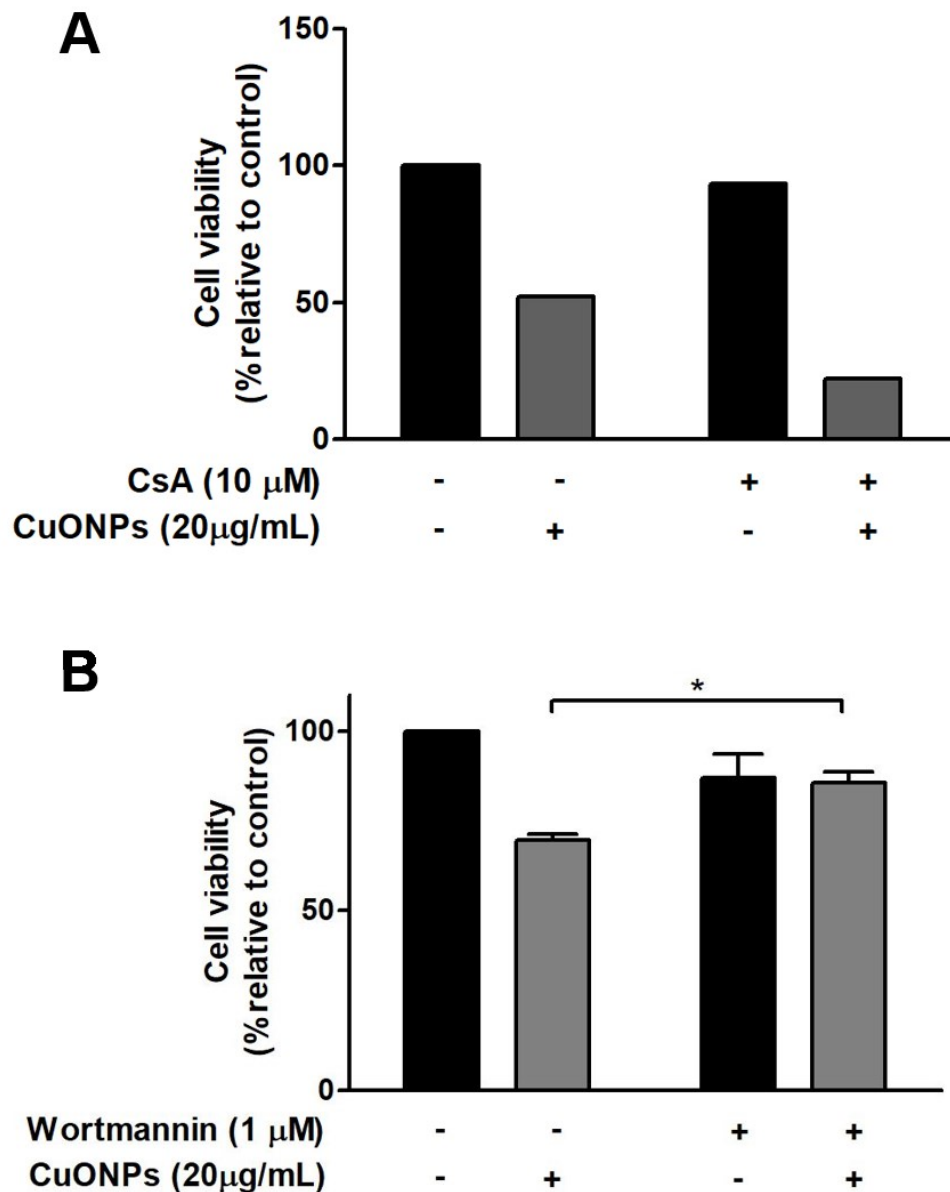 A
150
100
50
0
Cell viability
(% relative to control)
CsA (10 μM) - - + +
CuONPs (20μg/mL) - + - +
B
*
100
50
0
Cell viability
(% relative to control)
Wortmannin (1 μM) - - + +
CuONPs (20μg/mL) - + - +